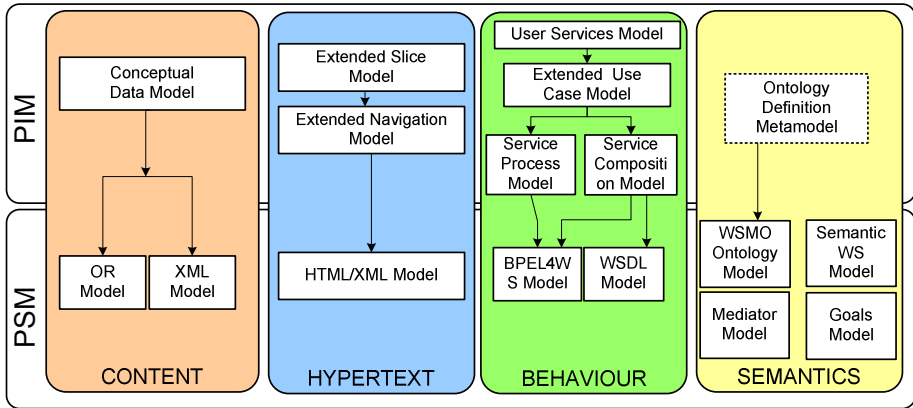 PIM
PSM
Conceptual
Data Model
OR
Model
XML
Model
CONTENT
Extended Slice
Model
Extended Navigation
Model
HTML/XML Model
HYPERTEXT
User Services Model
Extended Use
Case Model
Service
Process
Model
Service
Compositi
on Model
BPEL4W
S Model
WSDL
Model
BEHAVIOUR
Ontology
Definition
Metamodel
WSMO
Ontology
Model
Semantic
WS
Model
Mediator
Model
Goals
Model
SEMANTICS